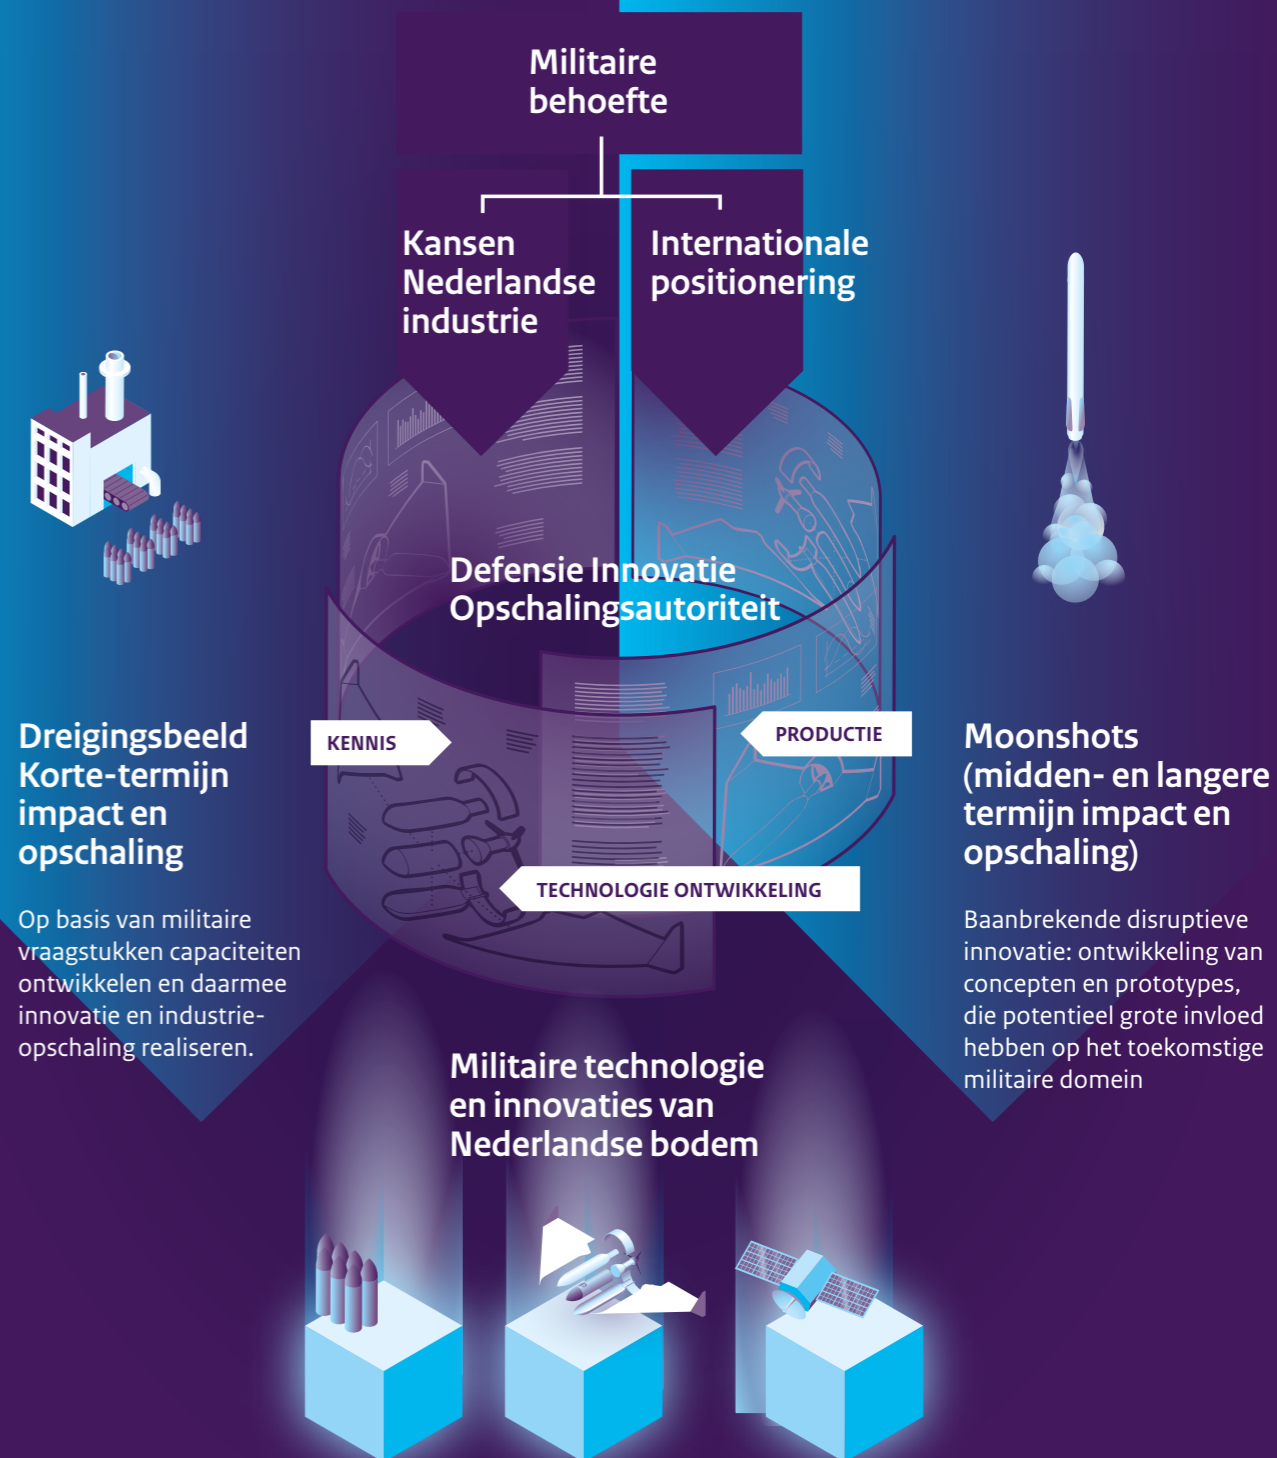 Militaire
behoefte
Kansen
Nederlandse
industrie
Internationale
positionering
Defensie Innovatie
Opschalingsautoriteit
KENNIS
PRODUCTIE
TECHNOLOGIE ONTWIKKELING
Dreigingsbeeld
Korte-termijn
impact en
opschaling
Op basis van militaire
vraagstukken capaciteiten
ontwikkelen en daarmee
innovatie en industrie-
opschaling realiseren.
Moonshots
(midden- en langere
termijn impact en
opschaling)
Baanbrekende disruptieve
innovatie: ontwikkeling van
concepten en prototypes,
die potentieel grote invloed
hebben op het toekomstige
militaire domein
Militaire technologie
en innovaties van
Nederlandse bodem